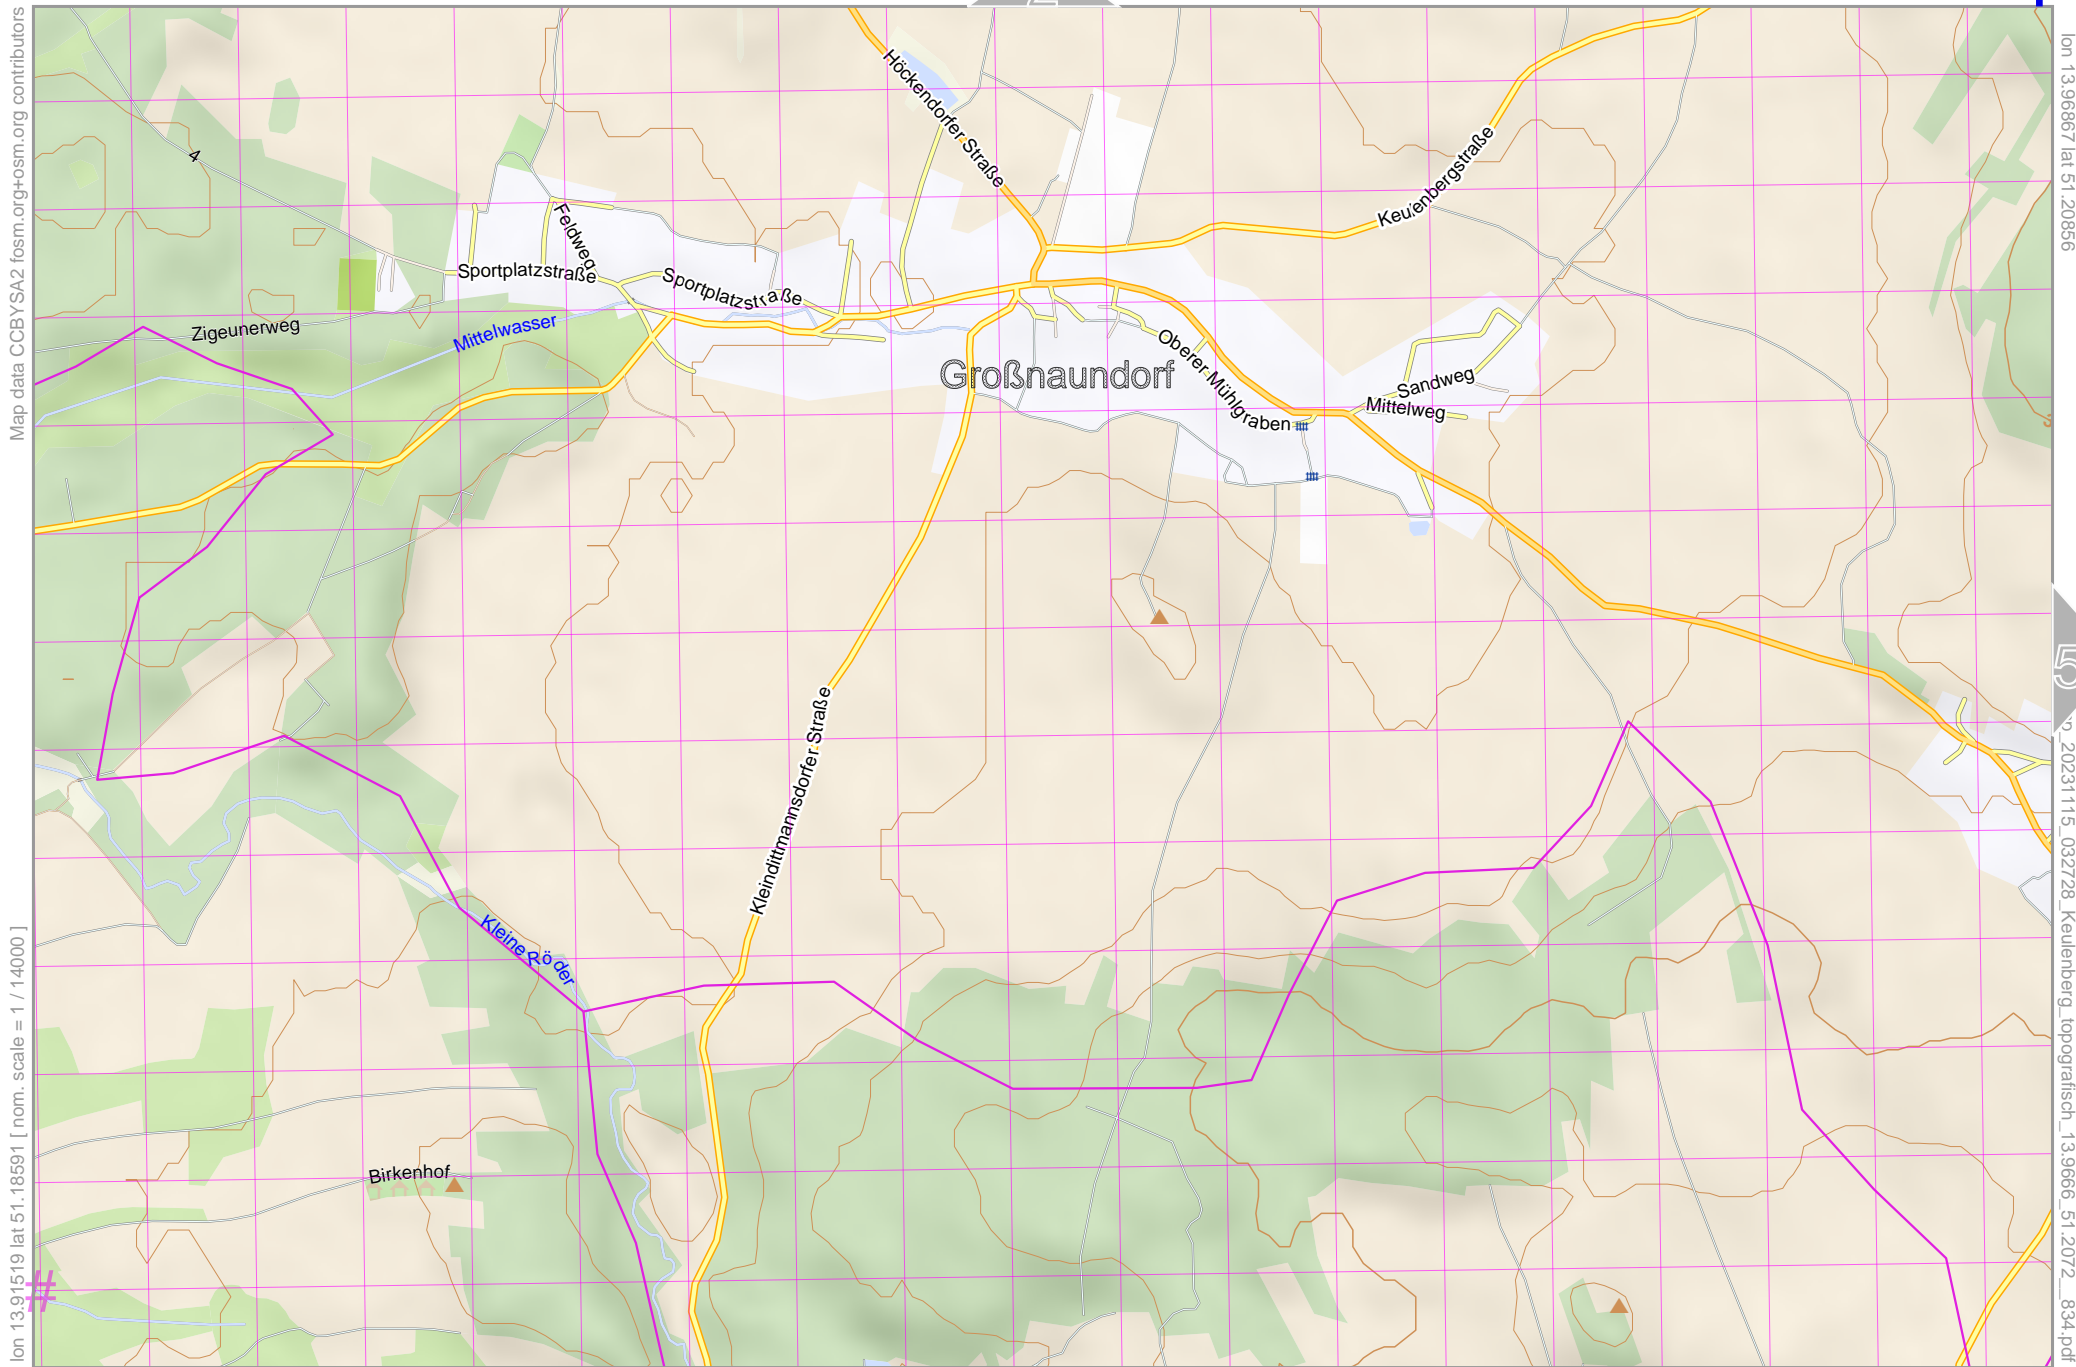 Map data CCBYSA2 fosm.org+osm.org contributors
lon 13.91519 lat 51.18591 [ nom. scale = 1 / 14000 ]
lon 13.96867 lat 51.20856
Höckendorfer Straße
Keulenbergstraße
4
Feldweg
Sportplatzstraße
Sportplatzstraße
Zigeunerweg
Mittelwasser
Großnaundorf
Oberer Mühlgraben
Sandweg
Mittelweg
Kleindittmannsdorfer Straße
5
Kleine Röder
Birkenhof
#
_20231115_032728_Keulenberg_topografisch_13.9666_51.2072__834.pdf